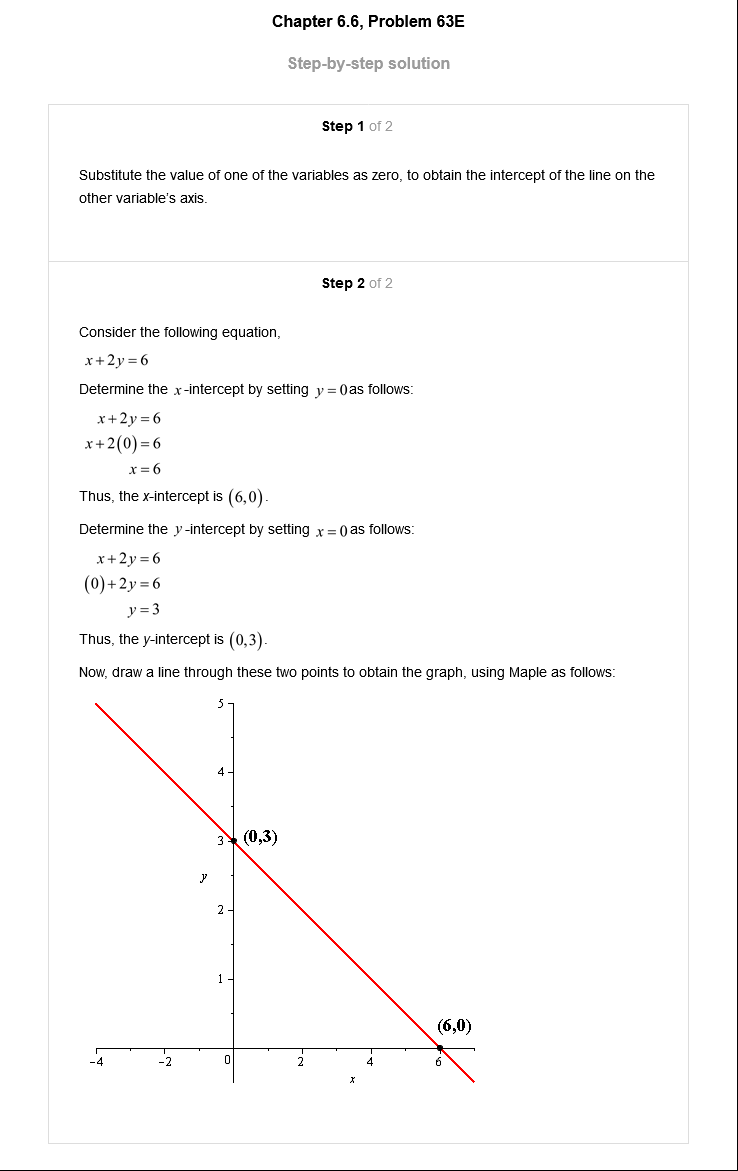 Chapter 6.6, Problem 63E
Step-by-step solution
Step 1 of 2
Substitute the value of one of the variables as zero, to obtain the intercept of the line on the
other variable's axis.
Step 2 of 2
Consider the following equation,
x+2y=6
Determine the x-intercept by setting y=0as follows:
x+2y=6
x+2(0)=6
x=6
Thus, the x-intercept is (6,0).
Determine the y-intercept by setting x=0as follows:
x+2y=6
(0)+2y=6
y=3
Thus, the y-intercept is (0,3).
Now, draw a line through these two points to obtain the graph, using Maple as follows:
5
4
3 (0,3)
y
2
1
(6,0)
−4 −2 0 2 4 6
x